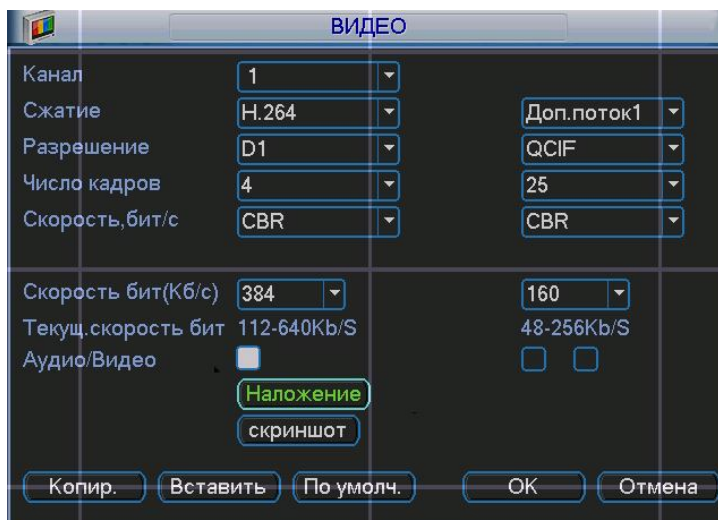 ВИДЕО
Канал 1
Сжатие H.264 Доп.поток1
Разрешение D1 QCIF
Число кадров 4 25
Скорость,бит/с CBR CBR
Скорость бит(Кб/с) 384 160
Текущ.скорость бит 112-640Kb/S 48-256Kb/S
Аудио/Видео
Наложение
скриншот
Копир. Вставить По умолч. OK Отмена